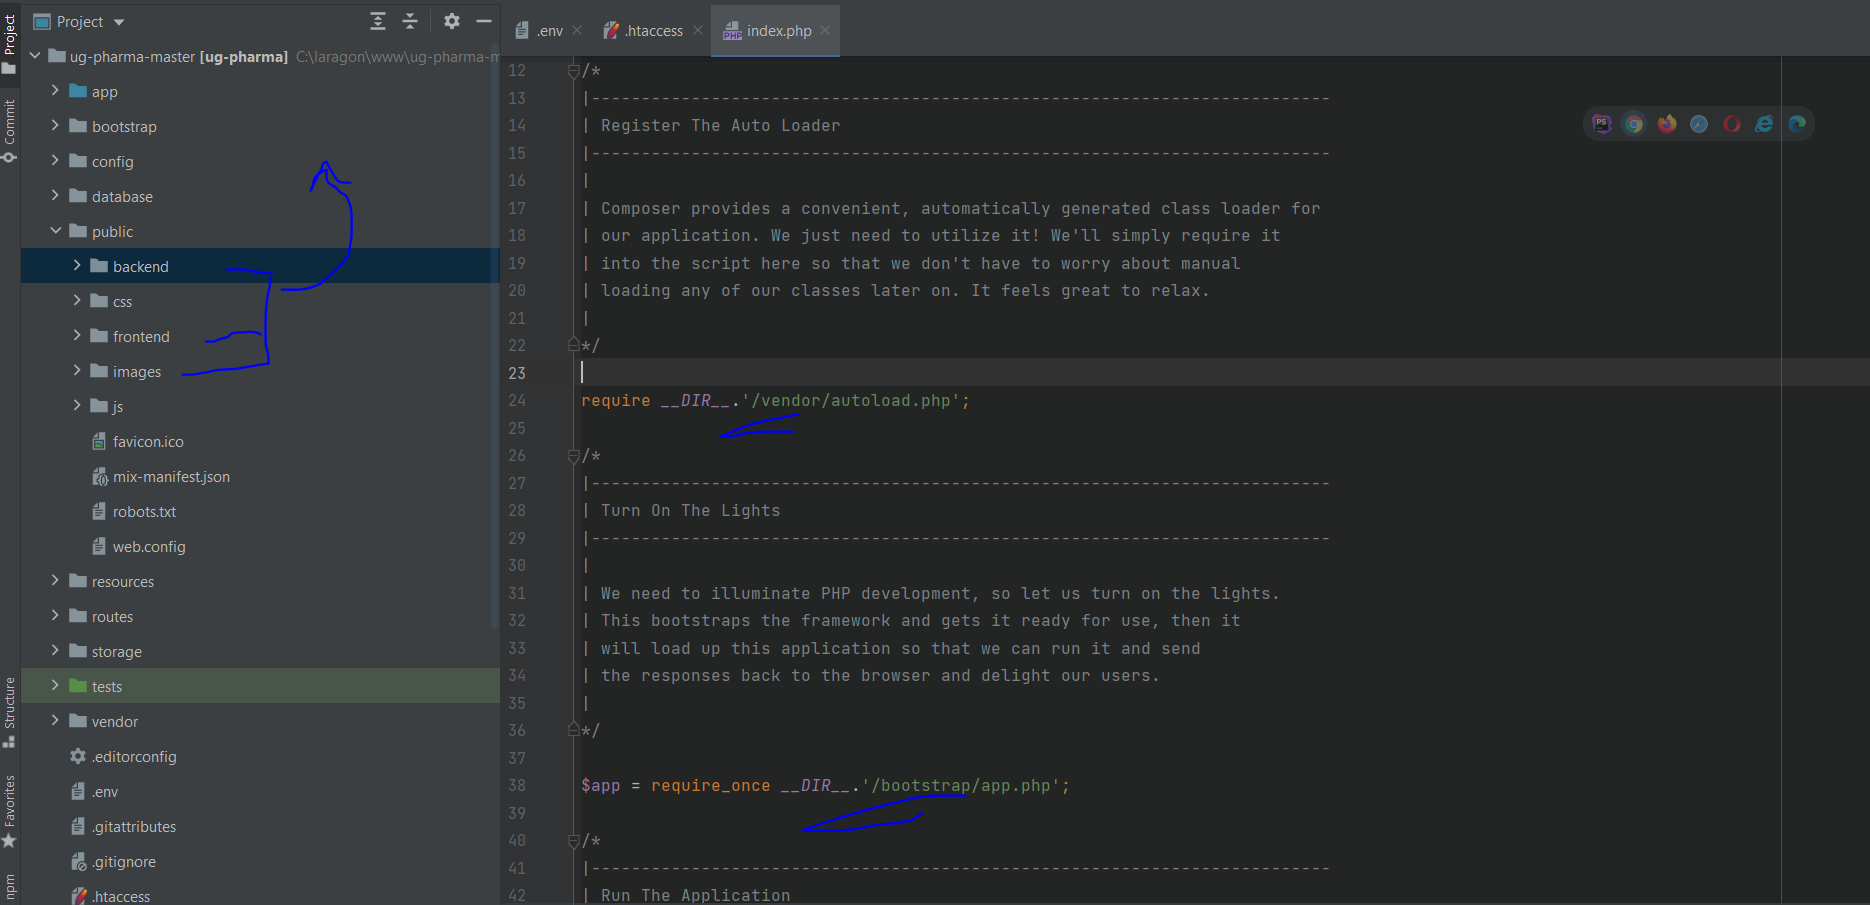 Project
.env
.htaccess
index.php
Project
Commit
Structure
Favorites
npm
ug-pharma-master [ug-pharma] C:\laragon\www\ug-pharma-m
app
bootstrap
config
database
public
backend
css
frontend
images
js
favicon.ico
mix-manifest.json
robots.txt
web.config
resources
routes
storage
tests
vendor
.editorconfig
.env
.gitattributes
.gitignore
.htaccess
12 /*
13 |--------------------------------------------------------------------------
14 | Register The Auto Loader
15 |--------------------------------------------------------------------------
16 |
17 | Composer provides a convenient, automatically generated class loader for
18 | our application. We just need to utilize it! We'll simply require it
19 | into the script here so that we don't have to worry about manual
20 | loading any of our classes later on. It feels great to relax.
21 |
22 */
23
24 require __DIR__.'/vendor/autoload.php';
25
26 /*
27 |--------------------------------------------------------------------------
28 | Turn On The Lights
29 |--------------------------------------------------------------------------
30 |
31 | We need to illuminate PHP development, so let us turn on the lights.
32 | This bootstraps the framework and gets it ready for use, then it
33 | will load up this application so that we can run it and send
34 | the responses back to the browser and delight our users.
35 |
36 */
37
38 $app = require_once __DIR__.'/bootstrap/app.php';
39
40 /*
41 |--------------------------------------------------------------------------
42 | Run The Application